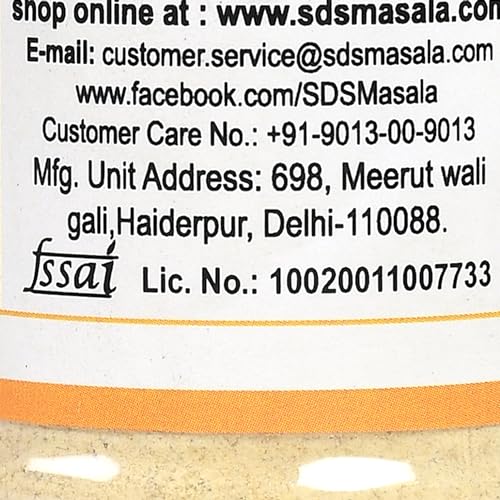 shop online at : www.sdsmasala.com
E-mail: customer.service@sdsmasala.com
www.facebook.com/SDSMasala
Customer Care No.: +91-9013-00-9013
Mfg. Unit Address: 698, Meerut wali
gali,Haiderpur, Delhi-110088.
fssai Lic. No.: 10020011007733